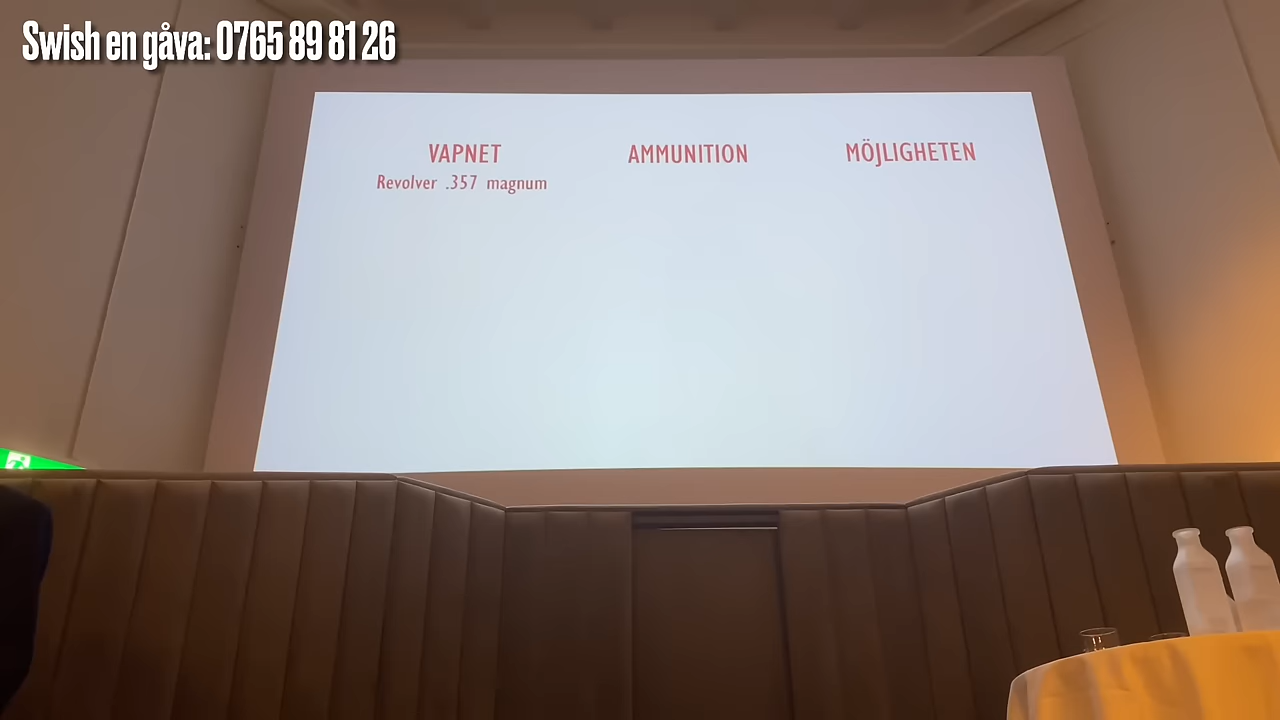 Swish en gåva: 0765 89 81 26
VAPNET
Revolver .357 magnum
AMMUNITION
MÖJLIGHETEN